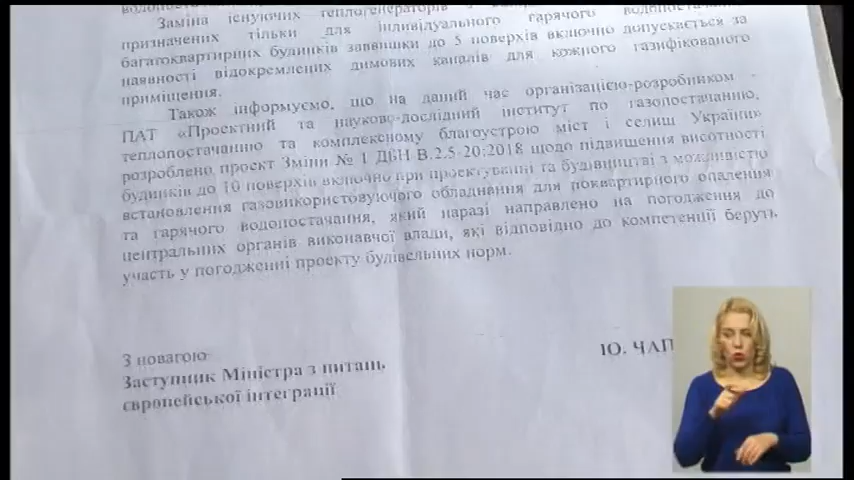 Заміна існуючих теплогенераторів
призначених тільки для індивідуального гарячого
багатоквартирних будинків заввишки до 5 поверхів включно допускається за
наявності відокремлених димових каналів для кожного газифікованого
приміщення.
Також інформуємо, що на даний час організацією-розробником -
ПАТ «Проектний та науково-дослідний інститут по газопостачанню,
теплопостачанню та комплексному благоустрою міст і селищ України»
розроблено проект Зміни № 1 ДБН В.2.5-20:2018 щодо підвищення висотності
будинків до 10 поверхів включно при проектуванні та будівництві з можливістю
встановлення газовикористовуючого обладнання для поквартирного опалення
та гарячого водопостачання, який наразі направлено на погодження до
центральних органів виконавчої влади, які відповідно до компетенції беруть
участь у погодженні проекту будівельних норм.
З повагою
Заступник Міністра з питань
європейської інтеграції
Ю. ЧАП